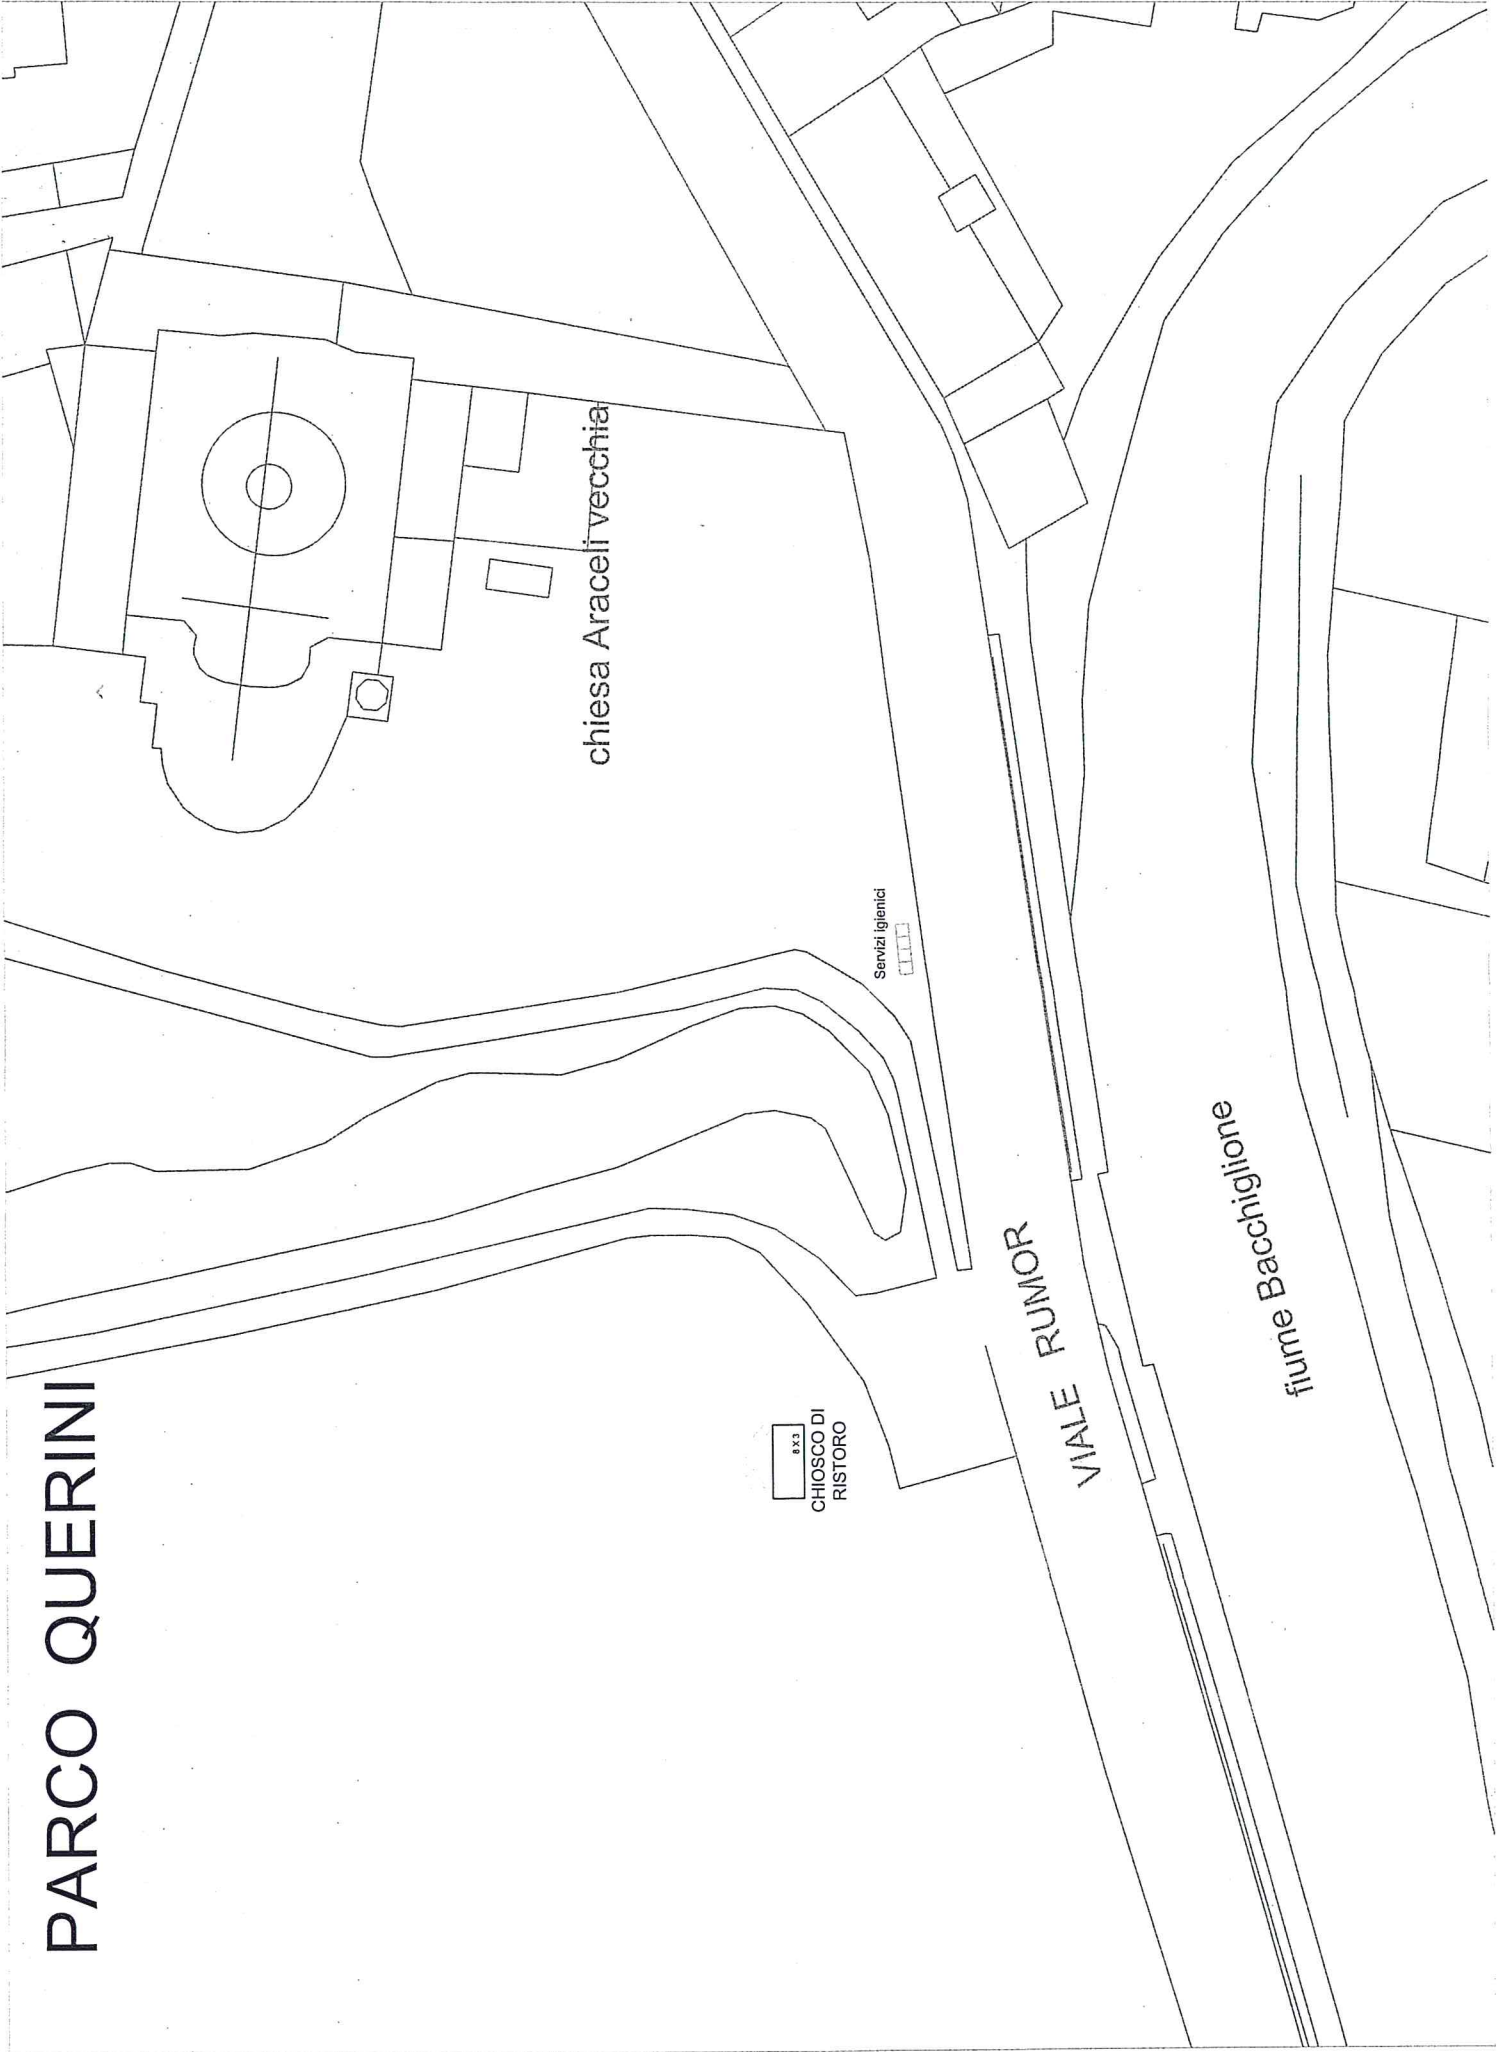 PARCO QUERINI
chiesa Araceli vecchia
Servizi igienici
8 X 3
CHIOSCO DI
RISTORO
VIALE RUMOR
fiume Bacchiglione